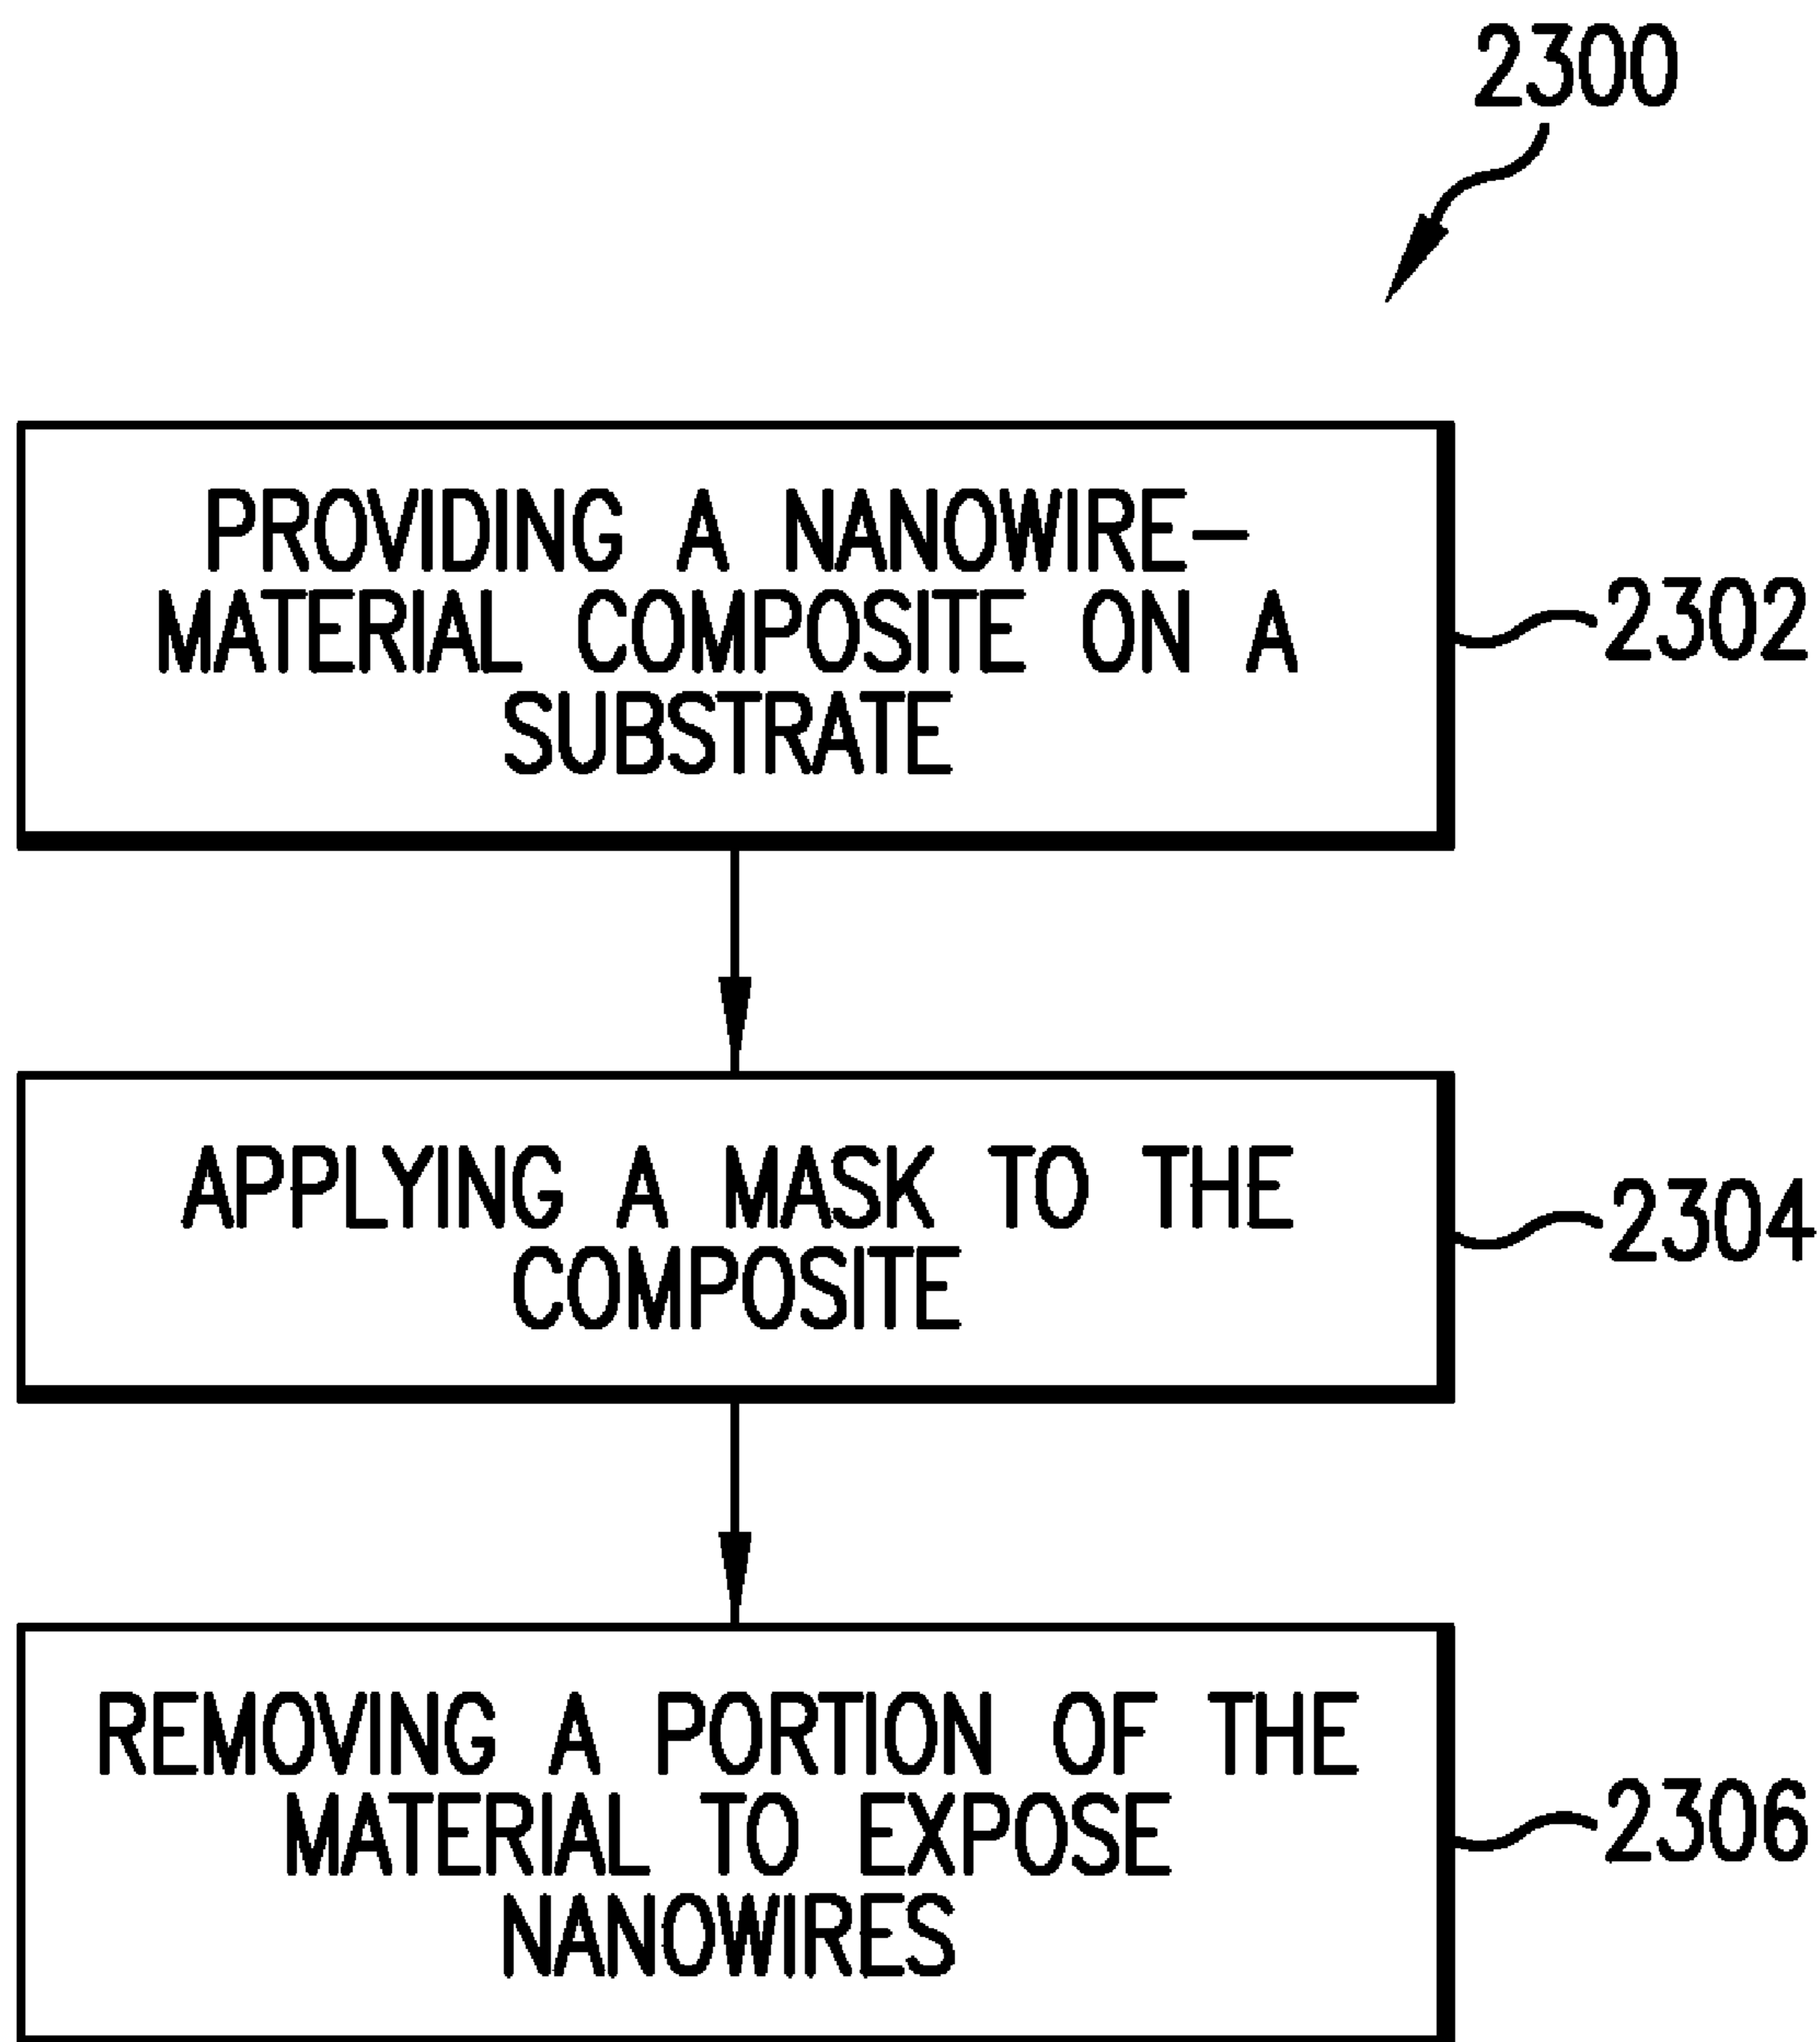 2300
PROVIDING A NANOWIRE-
MATERIAL COMPOSITE ON A
SUBSTRATE
2302
APPLYING A MASK TO THE
COMPOSITE
2304
REMOVING A PORTION OF THE
MATERIAL TO EXPOSE
NANOWIRES
2306